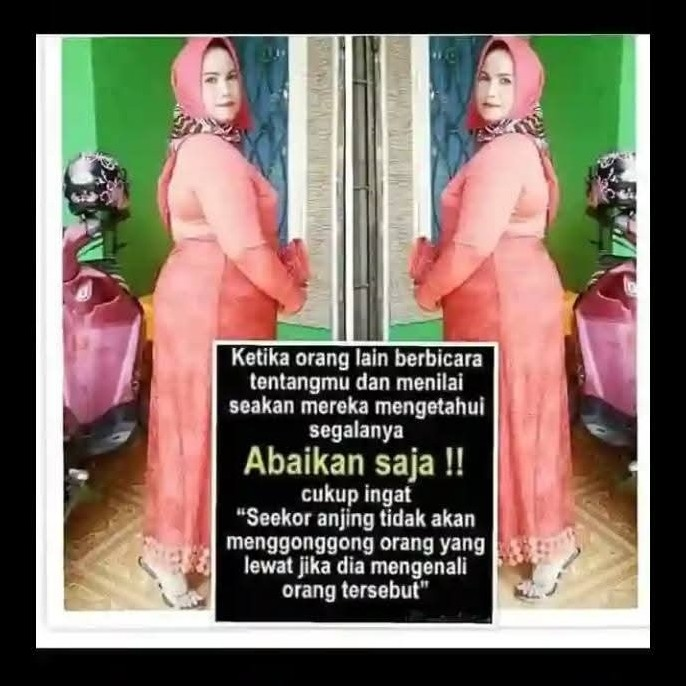 Ketika orang lain berbicara
tentangmu dan menilai
seakan mereka mengetahui
segalanya
Abaikan saja !!
cukup ingat
“Seekor anjing tidak akan
menggonggong orang yang
lewat jika dia mengenali
orang tersebut”